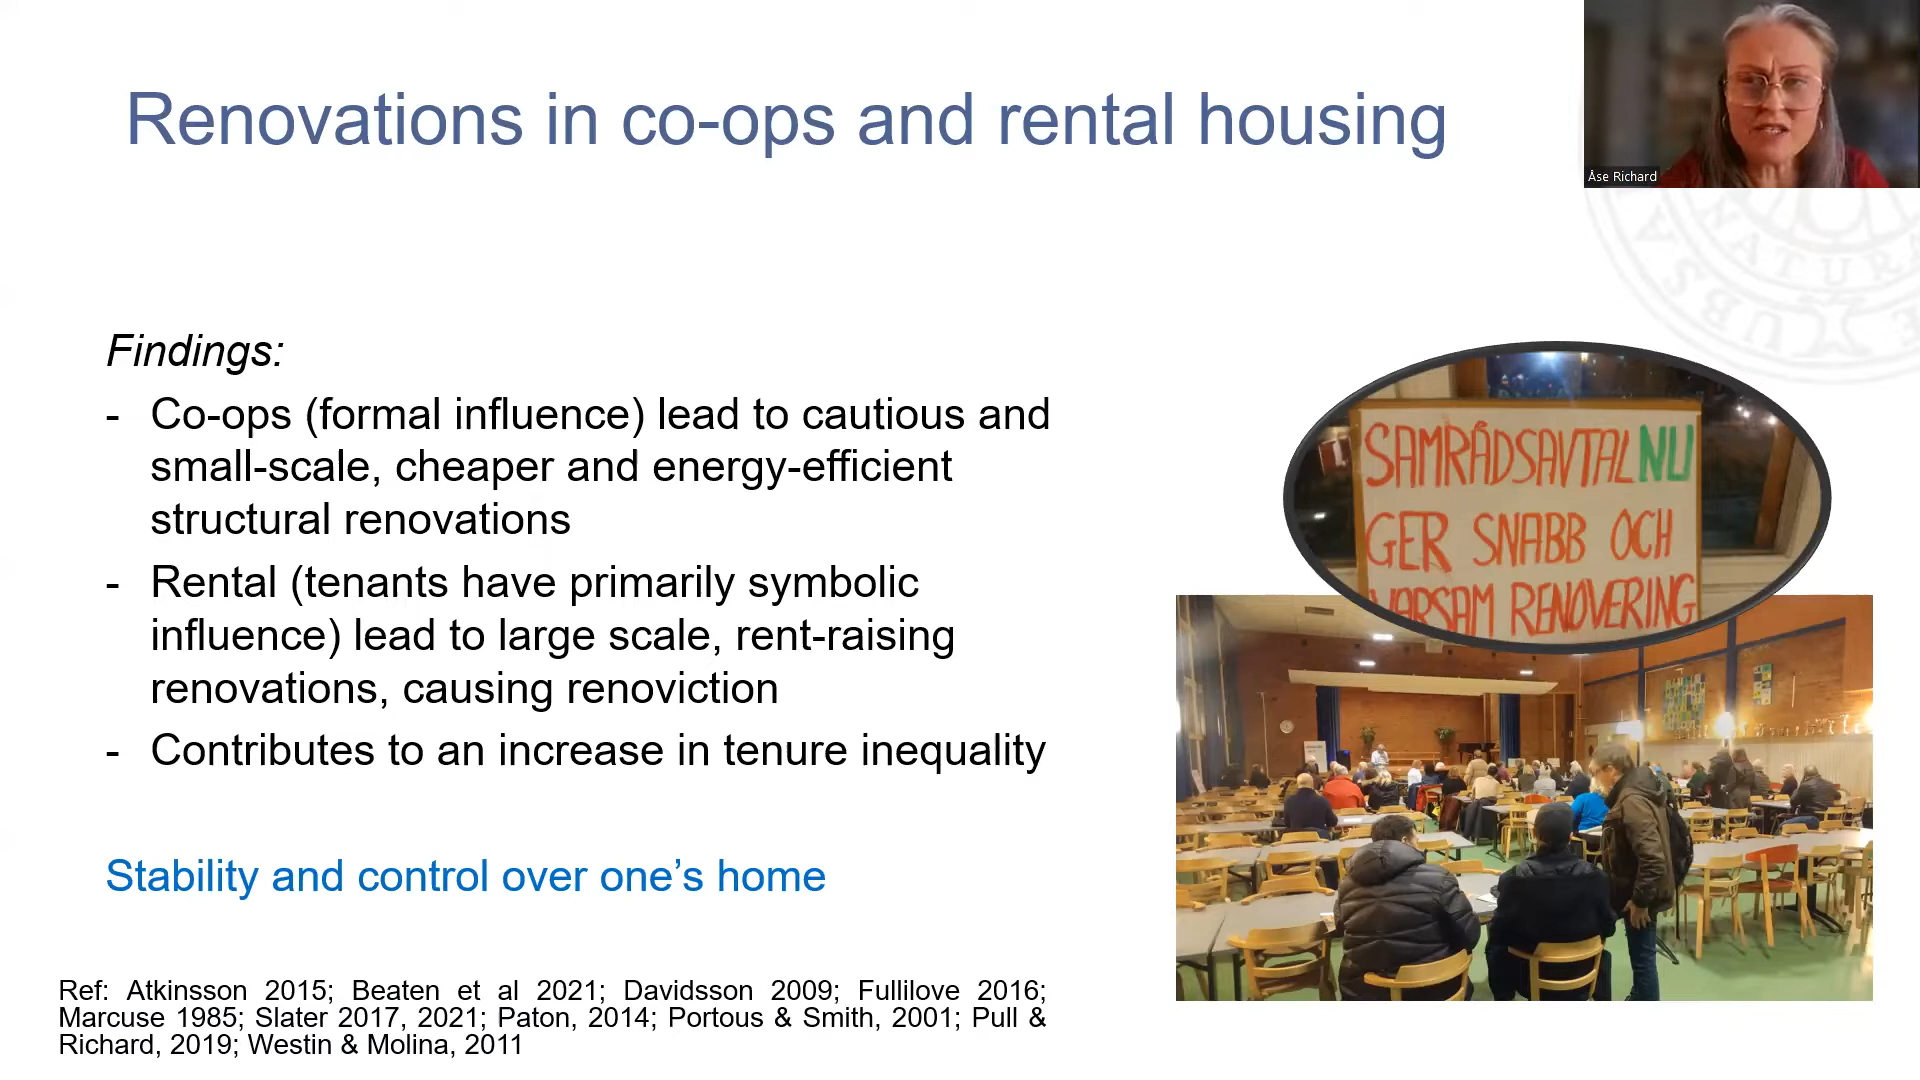 Renovations in co-ops and rental housing
Åse Richard
Findings:
- Co-ops (formal influence) lead to cautious and
small-scale, cheaper and energy-efficient
structural renovations
- Rental (tenants have primarily symbolic
influence) lead to large scale, rent-raising
renovations, causing renoviction
- Contributes to an increase in tenure inequality
Stability and control over one’s home
Ref: Atkinsson 2015; Beaten et al 2021; Davidsson 2009; Fullilove 2016;
Marcuse 1985; Slater 2017, 2021; Paton, 2014; Portous & Smith, 2001; Pull &
Richard, 2019; Westin & Molina, 2011
SAMRÅDSAVTAL NU
GER SNABB OCH
VARSAM RENOVERING